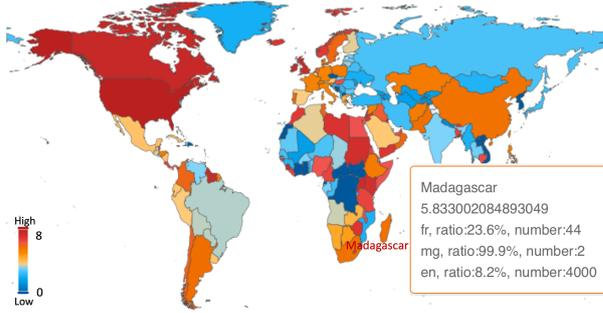 Madagascar
5.833002084893049
fr, ratio:23.6%, number:44
mg, ratio:99.9%, number:2
en, ratio:8.2%, number:4000
Madagascar
High
8
0
Low